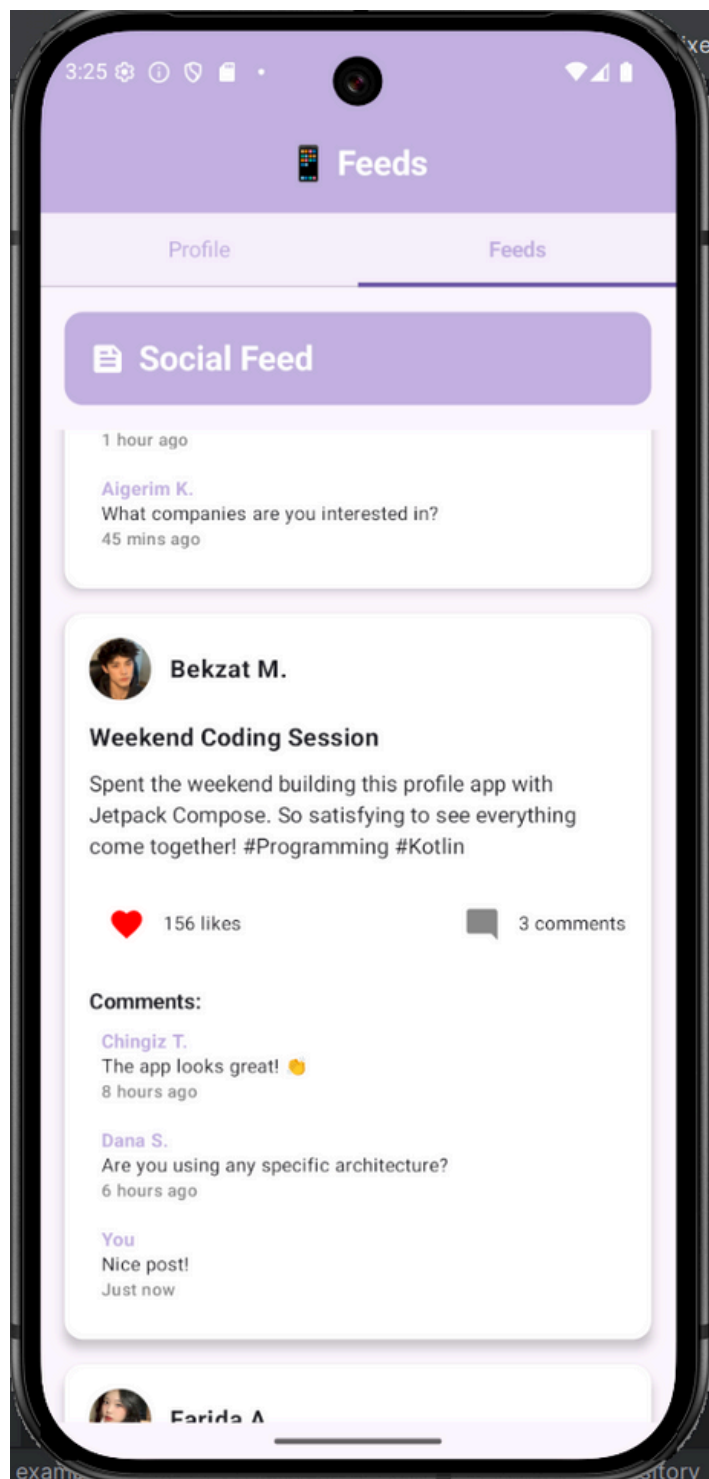 3:25
📱 Feeds
Profile
Feeds
Social Feed
1 hour ago
Aigerim K.
What companies are you interested in?
45 mins ago
Bekzat M.
Weekend Coding Session
Spent the weekend building this profile app with
Jetpack Compose. So satisfying to see everything
come together! #Programming #Kotlin
156 likes
3 comments
Comments:
Chingiz T.
The app looks great! 👏
8 hours ago
Dana S.
Are you using any specific architecture?
6 hours ago
You
Nice post!
Just now
Farida A